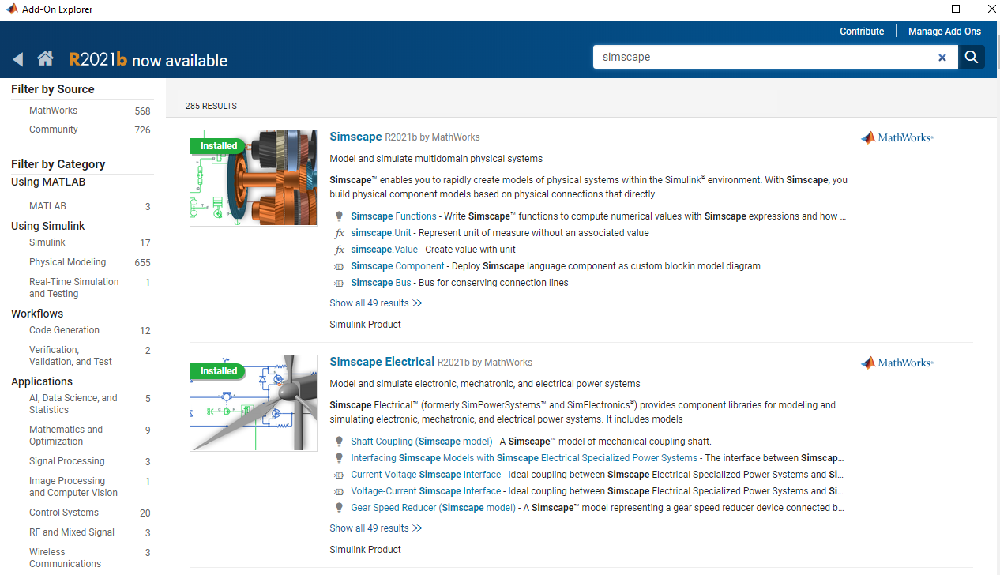 Add-On Explorer
Contribute
Manage Add-Ons
R2021b now available
simscape
Filter by Source
MathWorks 568
Community 726
Filter by Category
Using MATLAB
MATLAB 3
Using Simulink
Simulink 17
Physical Modeling 655
Real-Time Simulation 1
and Testing
Workflows
Code Generation 12
Verification, 2
Validation, and Test
Applications
AI, Data Science, and 5
Statistics
Mathematics and 9
Optimization
Signal Processing 3
Image Processing 1
and Computer Vision
Control Systems 20
RF and Mixed Signal 3
Wireless 3
Communications
285 RESULTS
Installed
Simscape R2021b by MathWorks
MathWorks®
Model and simulate multidomain physical systems
Simscape™ enables you to rapidly create models of physical systems within the Simulink® environment. With Simscape, you
build physical component models based on physical connections that directly
Simscape Functions - Write Simscape™ functions to compute numerical values with Simscape expressions and how ...
fx simscape.Unit - Represent unit of measure without an associated value
fx simscape.Value - Create value with unit
Simscape Component - Deploy Simscape language component as custom blockin model diagram
Simscape Bus - Bus for conserving connection lines
Show all 49 results >>
Simulink Product
Installed
Simscape Electrical R2021b by MathWorks
MathWorks®
Model and simulate electronic, mechatronic, and electrical power systems
Simscape Electrical™ (formerly SimPowerSystems™ and SimElectronics®) provides component libraries for modeling and
simulating electronic, mechatronic, and electrical power systems. It includes models
Shaft Coupling (Simscape model) - A Simscape™ model of mechanical coupling shaft.
Interfacing Simscape Models with Simscape Electrical Specialized Power Systems - The interface between Simscap...
Current-Voltage Simscape Interface - Ideal coupling between Simscape Electrical Specialized Power Systems and Si...
Voltage-Current Simscape Interface - Ideal coupling between Simscape Electrical Specialized Power Systems and Si...
Gear Speed Reducer (Simscape model) - A Simscape™ model representing a gear speed reducer device connected b...
Show all 49 results >>
Simulink Product